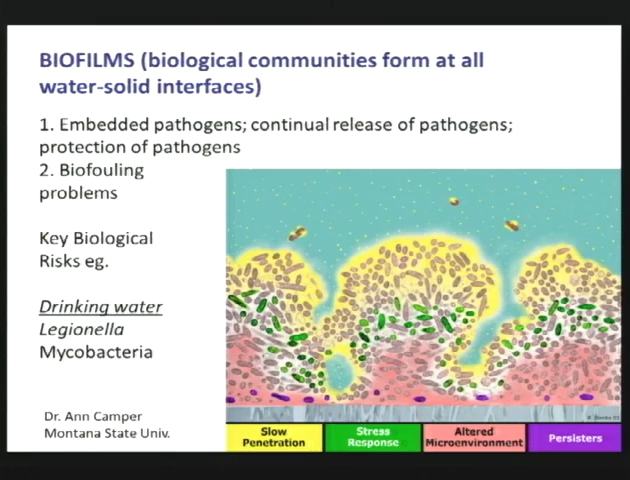 BIOFILMS (biological communities form at all
water-solid interfaces)
1. Embedded pathogens; continual release of pathogens;
protection of pathogens
2. Biofouling
problems
Key Biological
Risks eg.
Drinking water
Legionella
Mycobacteria
Dr. Ann Camper
Montana State Univ.
Slow
Penetration
Stress
Response
Altered
Microenvironment
Persisters